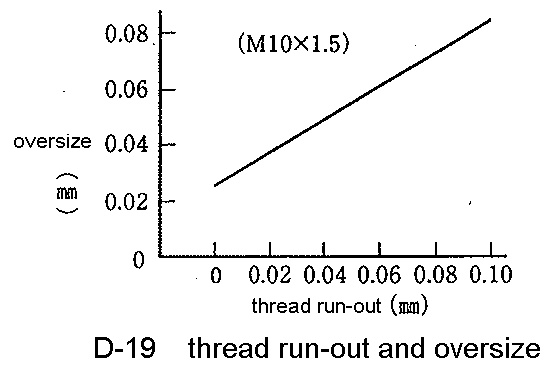 0.08
(M10×1.5)
0.06
oversize 0.04
(mm)
0.02
0
0 0.02 0.04 0.06 0.08 0.10
thread run-out (mm)
D-19 thread run-out and oversize